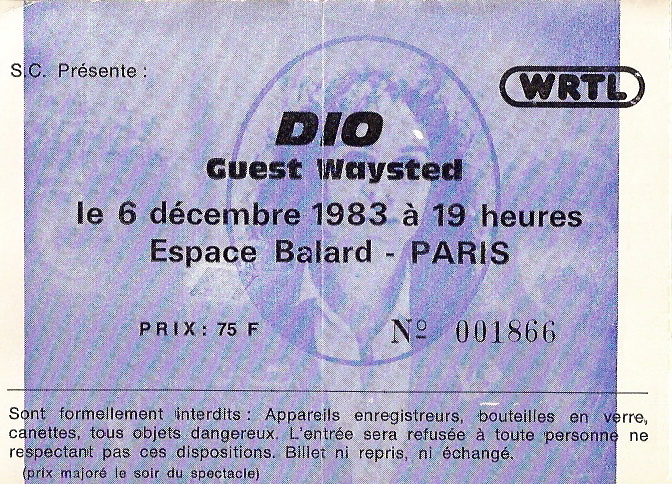 S.C. Présente :
WRTL
DIO
Guest Waysted
le 6 décembre 1983 à 19 heures
Espace Balard - PARIS
PRIX : 75 F
Nº 001866
Sont formellement interdits : Appareils enregistreurs, bouteilles en verre,
canettes, tous objets dangereux. L'entrée sera refusée à toute personne ne
respectant pas ces dispositions. Billet ni repris, ni échangé.
(prix majoré le soir du spectacle)